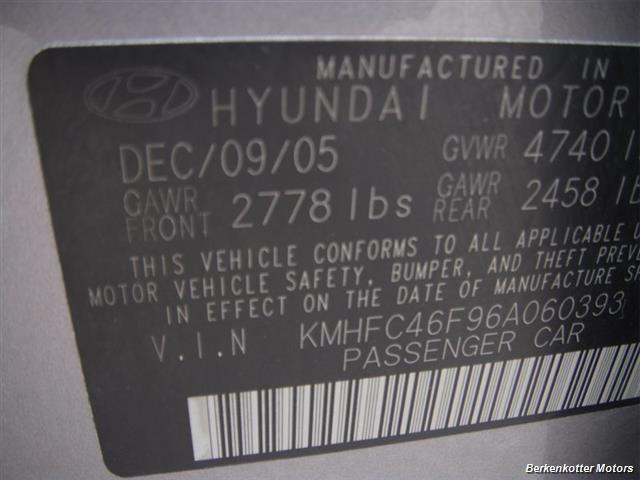 MANUFACTURED IN
HYUNDAI MOTOR
DEC/09/05 GVWR 4740
GAWR FRONT 2778 lbs GAWR REAR 2458
THIS VEHICLE CONFORMS TO ALL APPLICABLE
MOTOR VEHICLE SAFETY, BUMPER, AND THEFT
IN EFFECT ON THE DATE OF MANUFACTURE
V.I.N KMHFC46F96A060393
PASSENGER CAR
Berkenkotter Motors